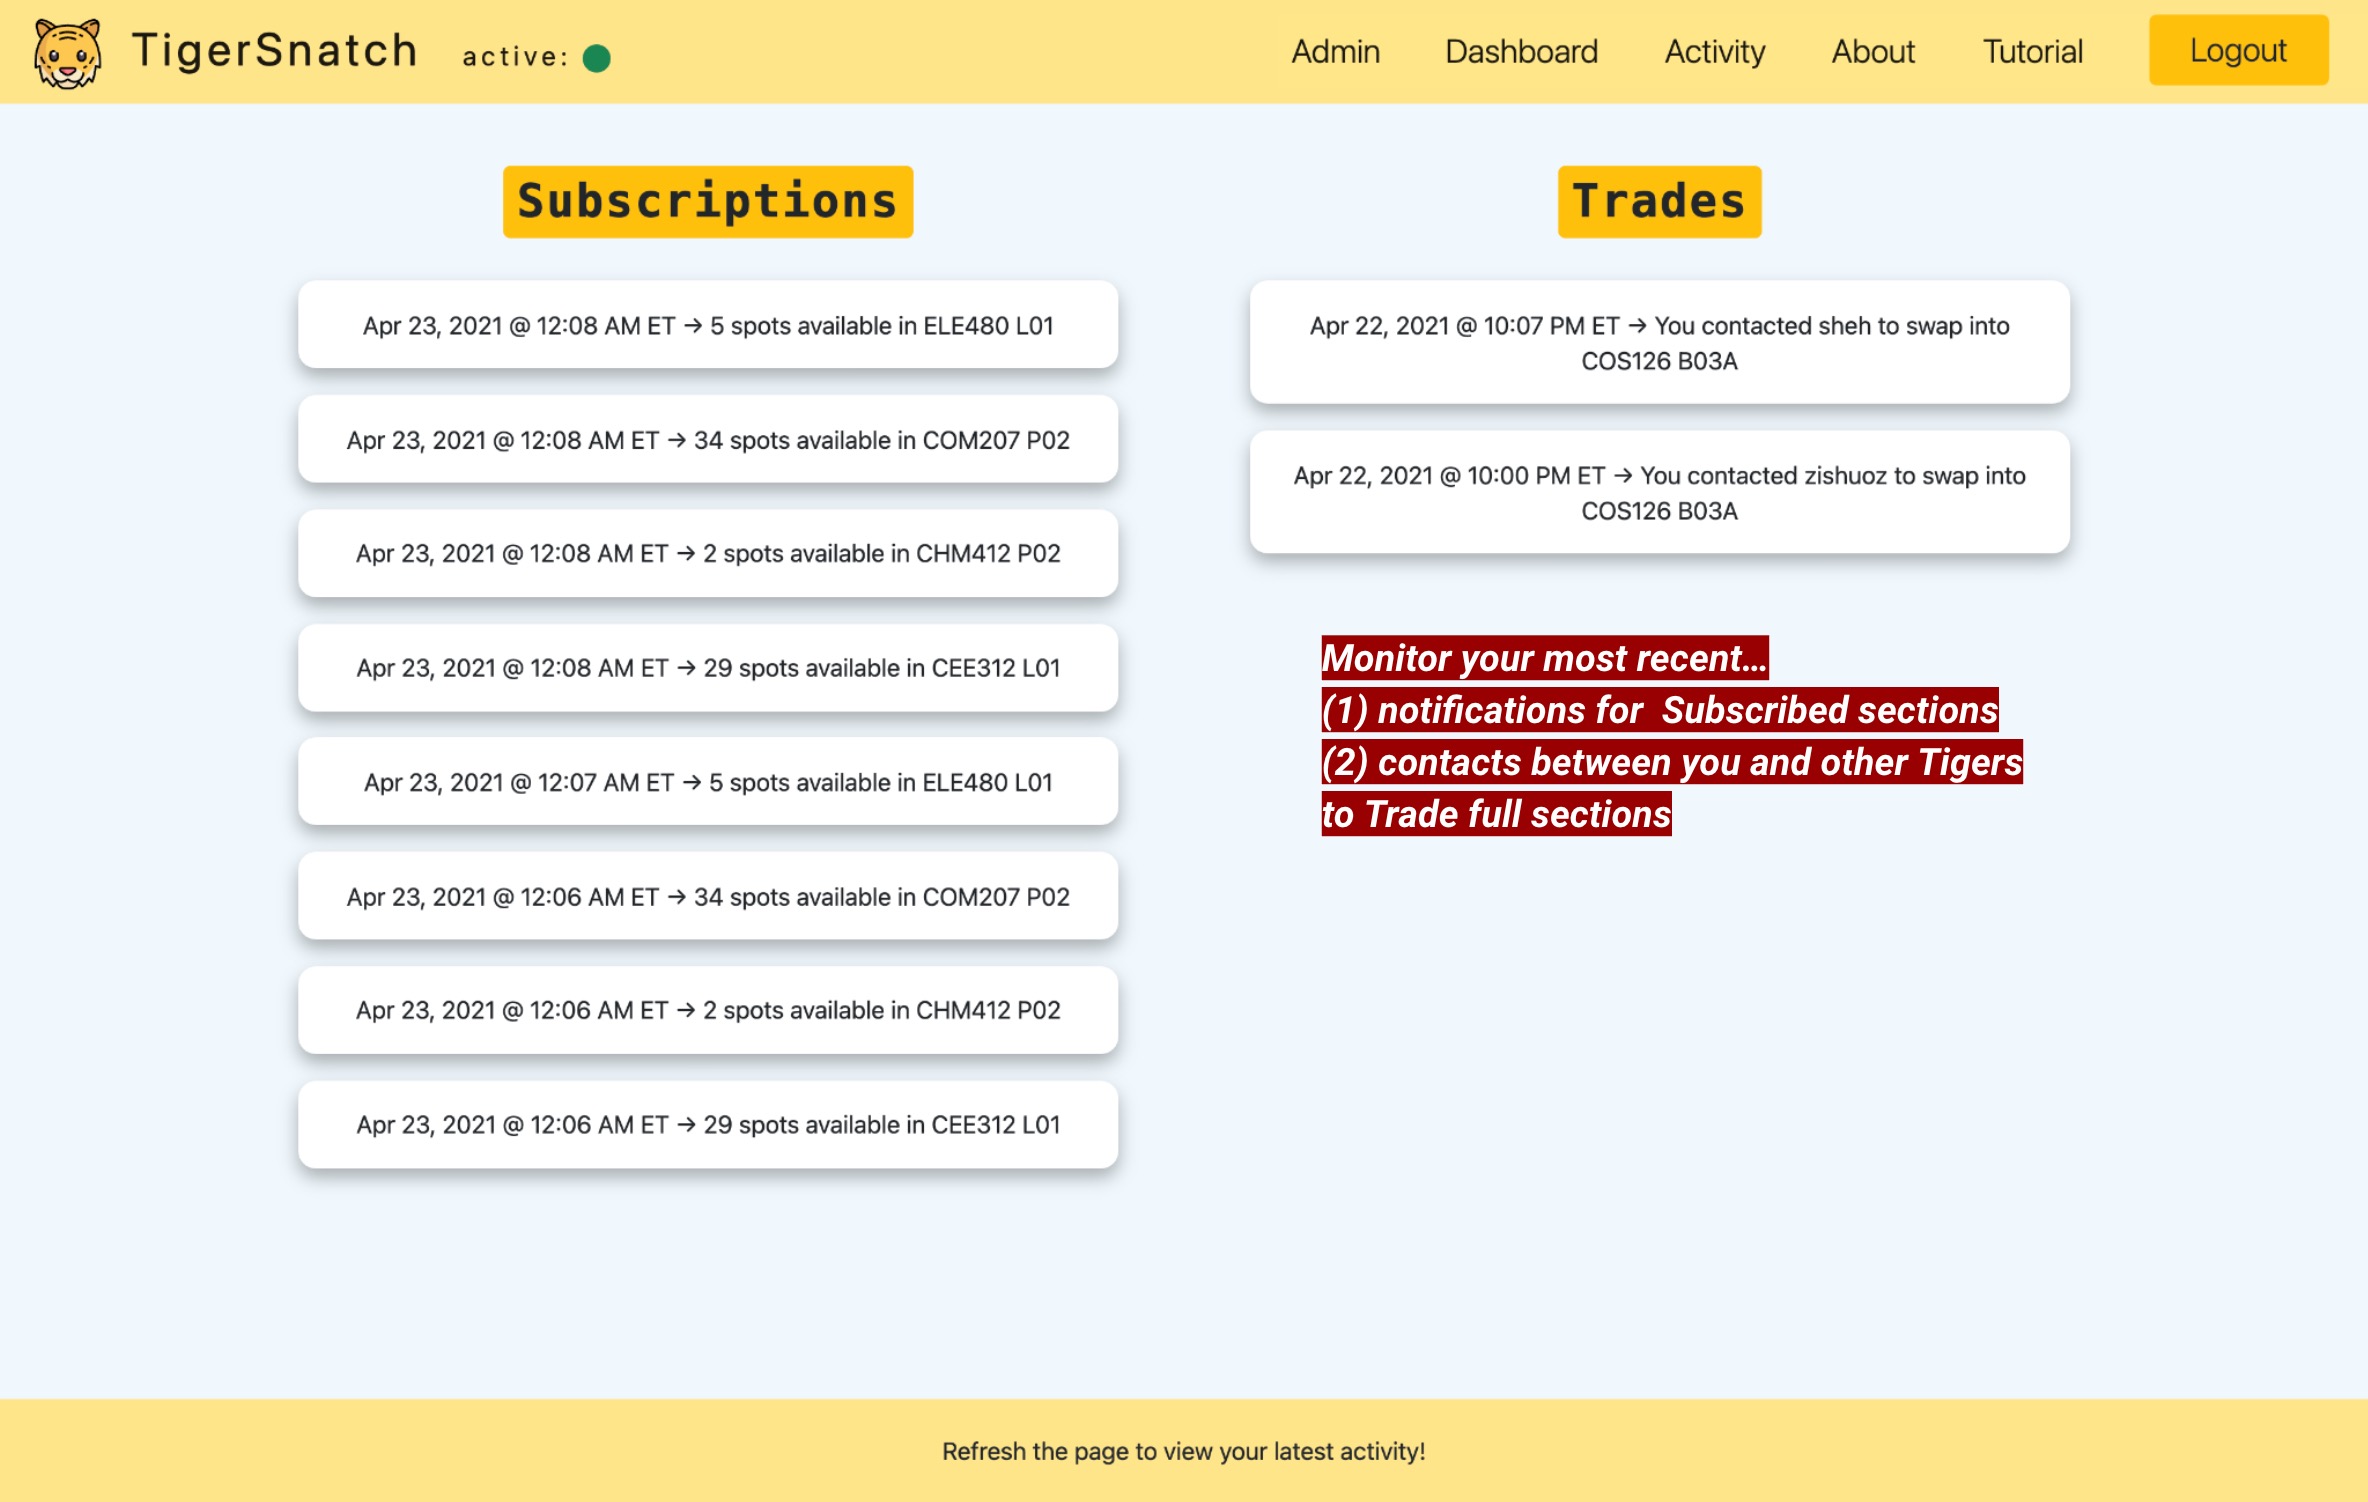 TigerSnatch active:
Admin Dashboard Activity About Tutorial Logout
Subscriptions
Apr 23, 2021 @ 12:08 AM ET → 5 spots available in ELE480 L01
Apr 23, 2021 @ 12:08 AM ET → 34 spots available in COM207 P02
Apr 23, 2021 @ 12:08 AM ET → 2 spots available in CHM412 P02
Apr 23, 2021 @ 12:08 AM ET → 29 spots available in CEE312 L01
Apr 23, 2021 @ 12:07 AM ET → 5 spots available in ELE480 L01
Apr 23, 2021 @ 12:06 AM ET → 34 spots available in COM207 P02
Apr 23, 2021 @ 12:06 AM ET → 2 spots available in CHM412 P02
Apr 23, 2021 @ 12:06 AM ET → 29 spots available in CEE312 L01
Trades
Apr 22, 2021 @ 10:07 PM ET → You contacted sheh to swap into
COS126 B03A
Apr 22, 2021 @ 10:00 PM ET → You contacted zishuoz to swap into
COS126 B03A
Monitor your most recent...
(1) notifications for  Subscribed sections
(2) contacts between you and other Tigers
to Trade full sections
Refresh the page to view your latest activity!